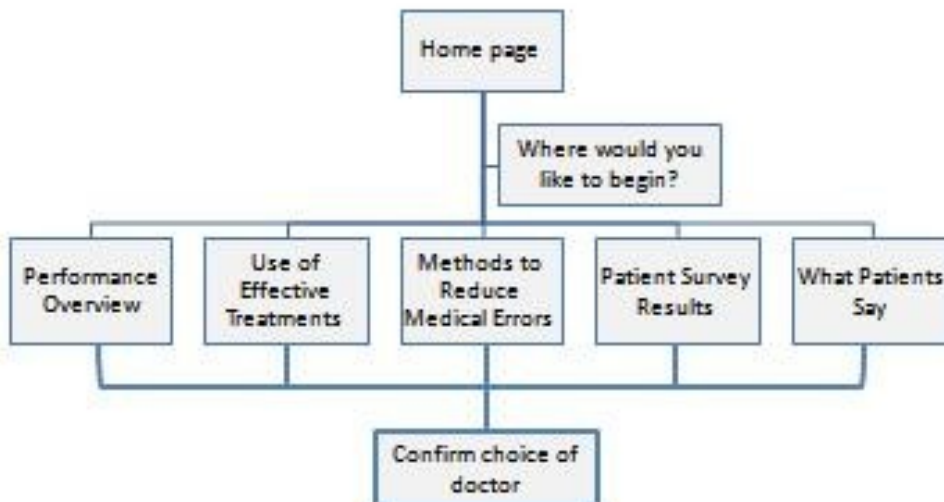 Home page
Where would you
like to begin?
Performance
Overview
Use of
Effective
Treatments
Methods to
Reduce
Medical Errors
Patient Survey
Results
What Patients
Say
Confirm choice of
doctor